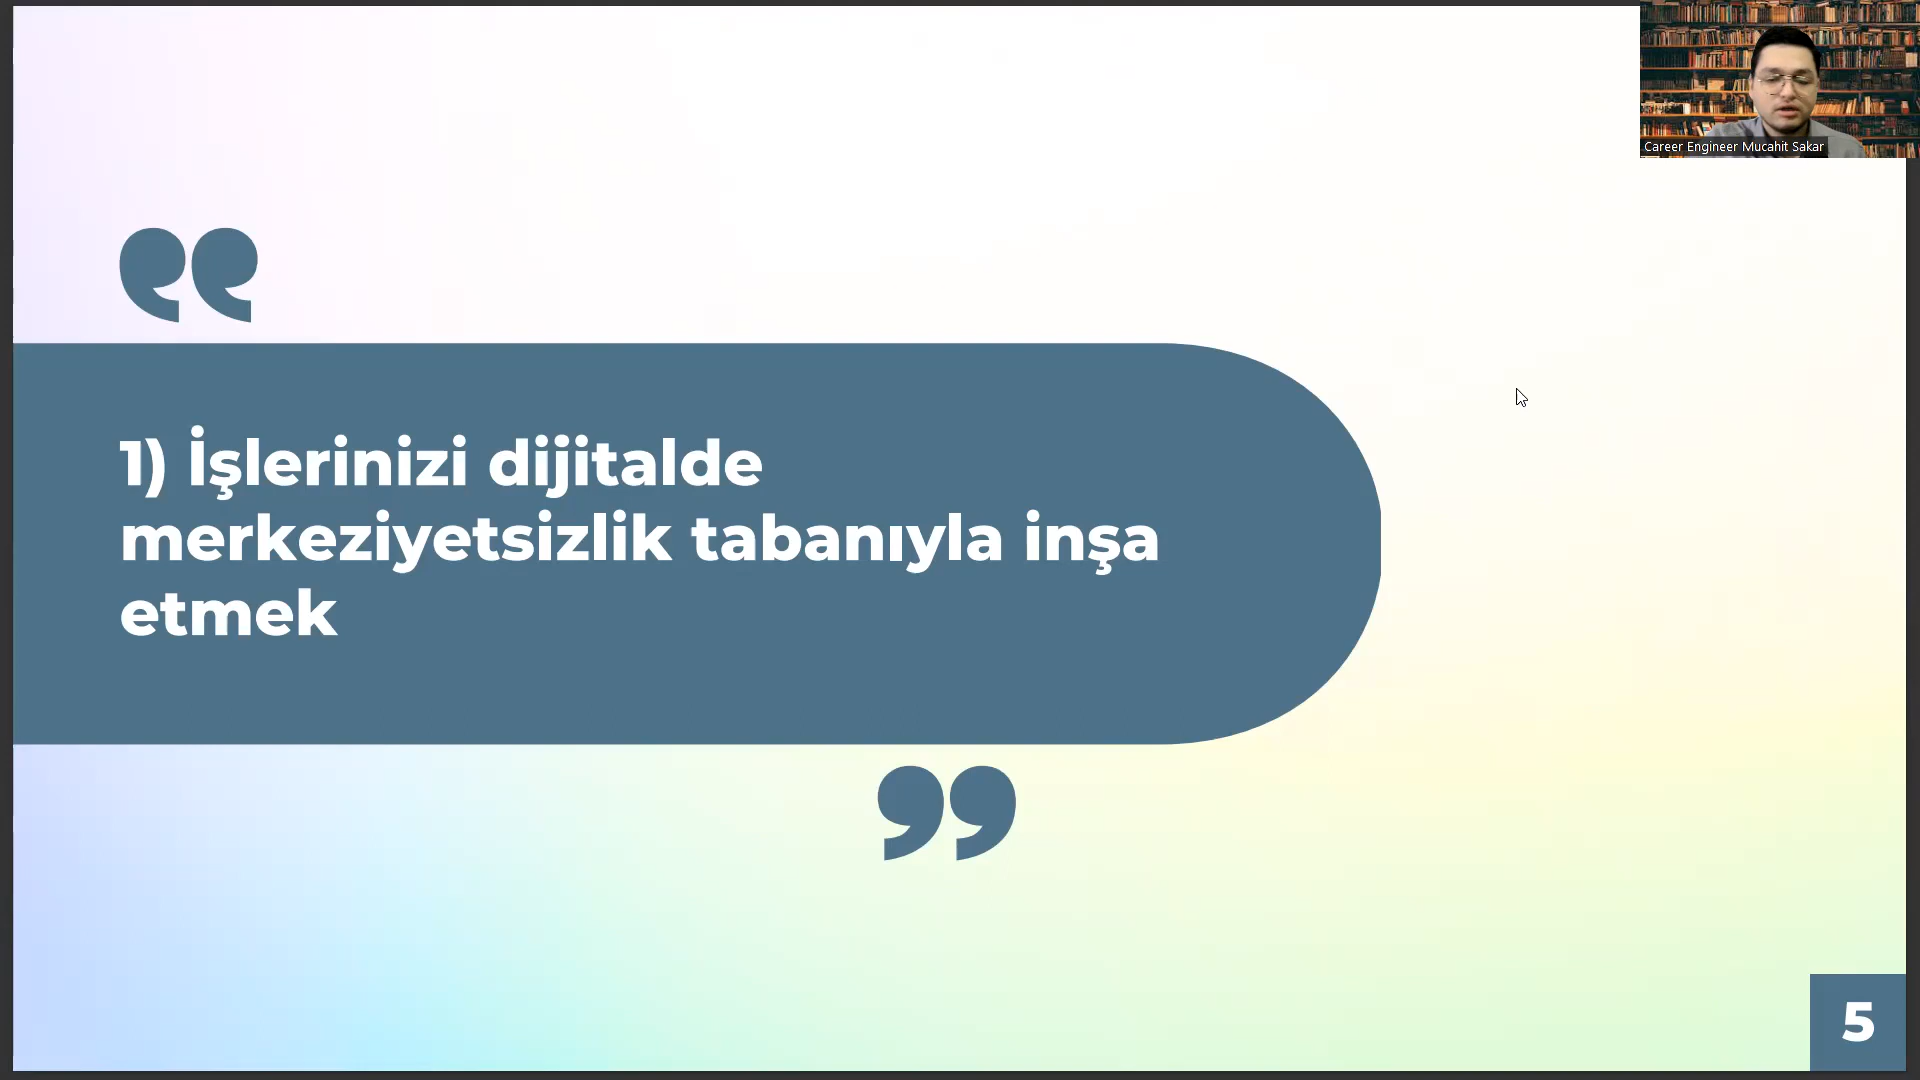 Career Engineer Mucahit Sakar
1) İşlerinizi dijitalde
merkeziyetsizlik tabanıyla inşa
etmek
5